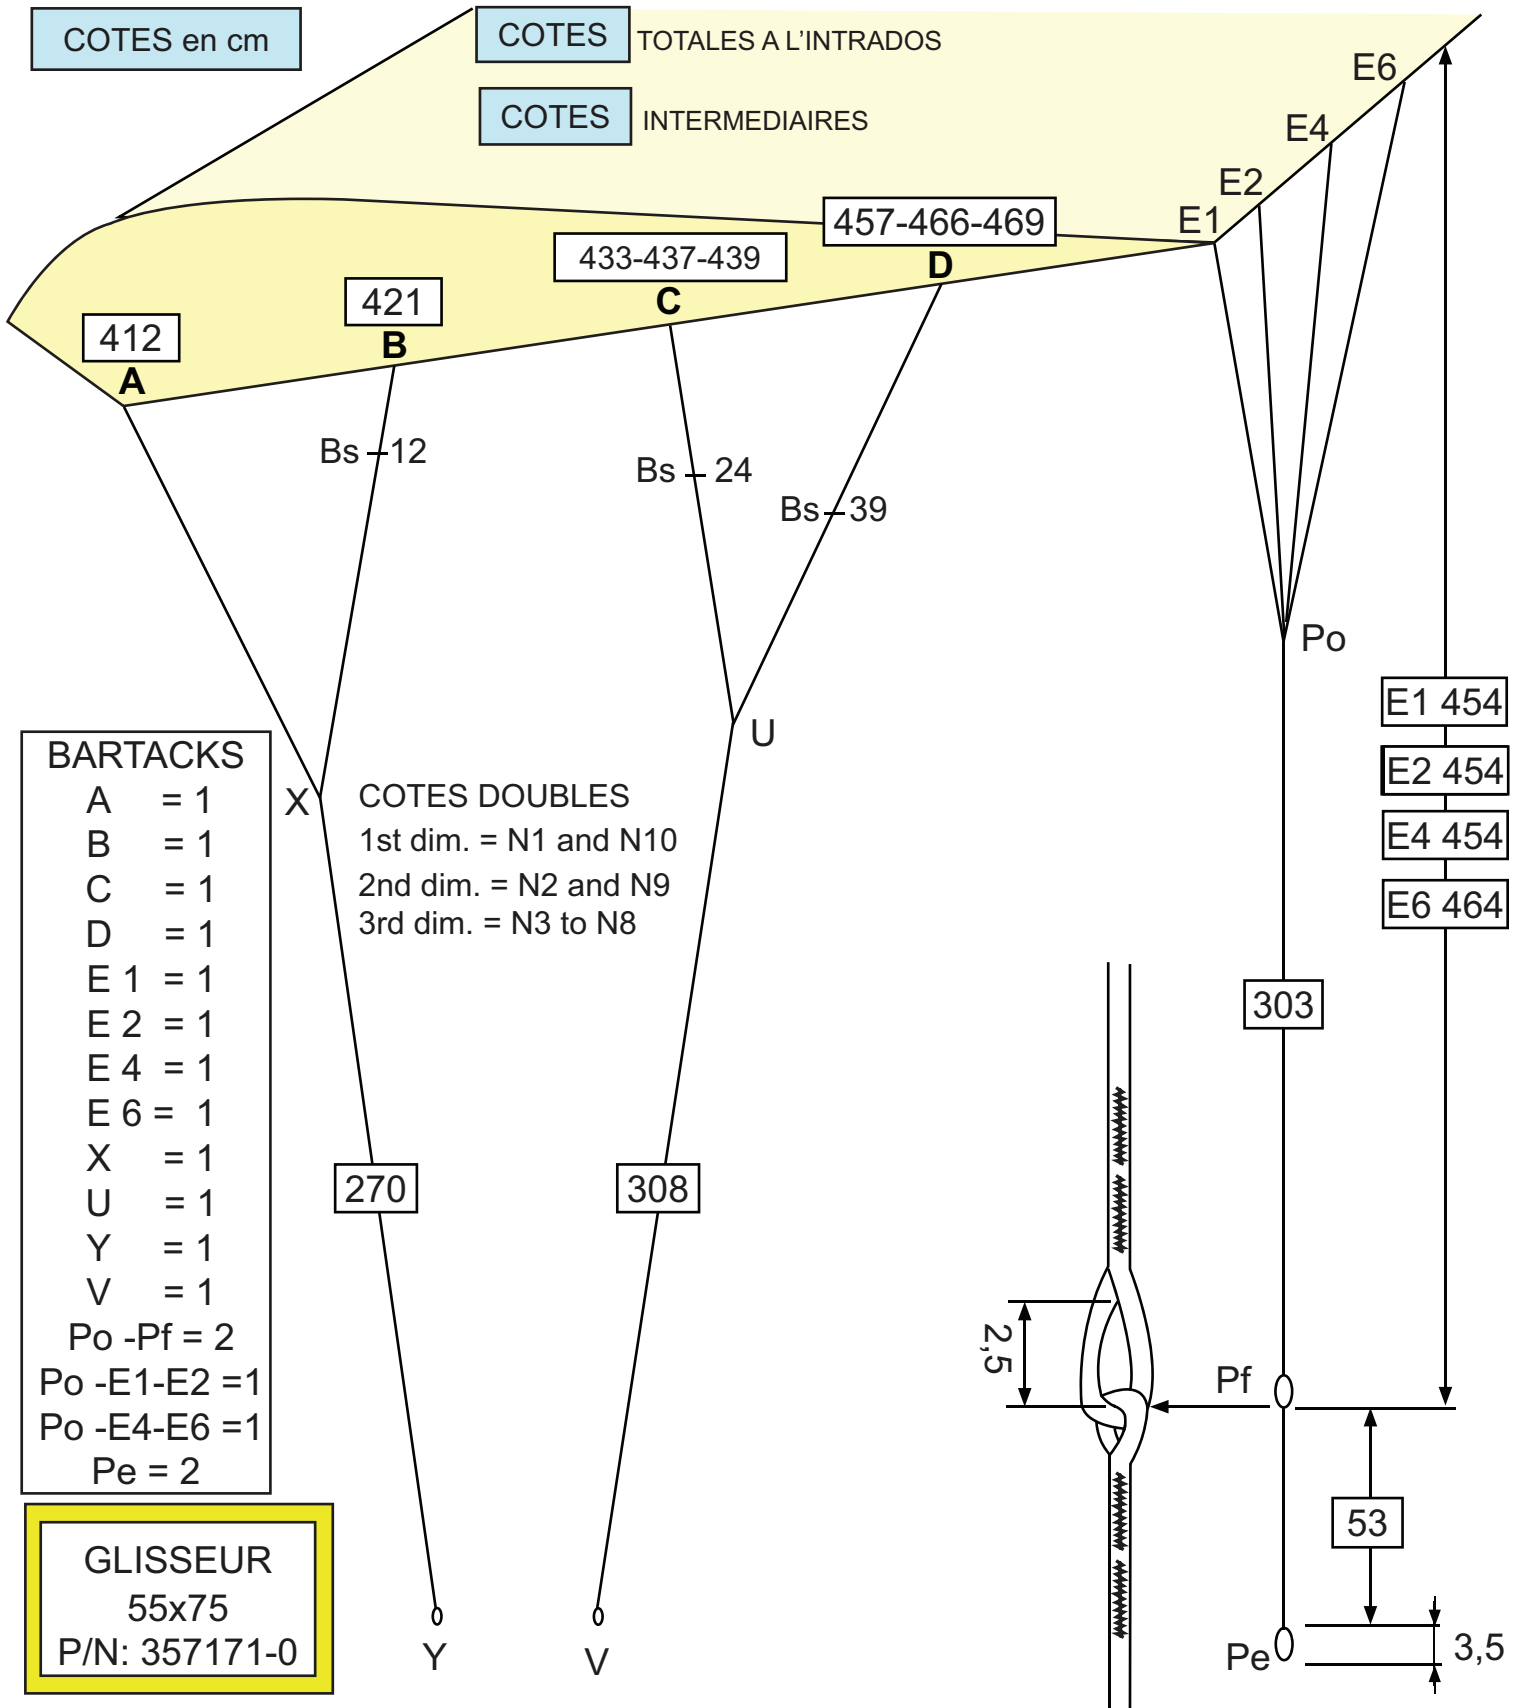 COTES en cm
COTES TOTALES A L'INTRADOS
COTES INTERMEDIAIRES
E6
E4
E2
E1
457-466-469
D
433-437-439
C
421
B
412
A
Bs 12
Bs 24
Bs 39
Po
U
X
E1 454
E2 454
E4 454
E6 464
BARTACKS
A = 1
B = 1
C = 1
D = 1
E 1 = 1
E 2 = 1
E 4 = 1
E 6 = 1
X = 1
U = 1
Y = 1
V = 1
Po -Pf = 2
Po -E1-E2 =1
Po -E4-E6 =1
Pe = 2
COTES DOUBLES
1st dim. = N1 and N10
2nd dim. = N2 and N9
3rd dim. = N3 to N8
303
270
308
2,5
Pf
53
Pe
3,5
GLISSEUR
55x75
P/N: 357171-0
Y
V